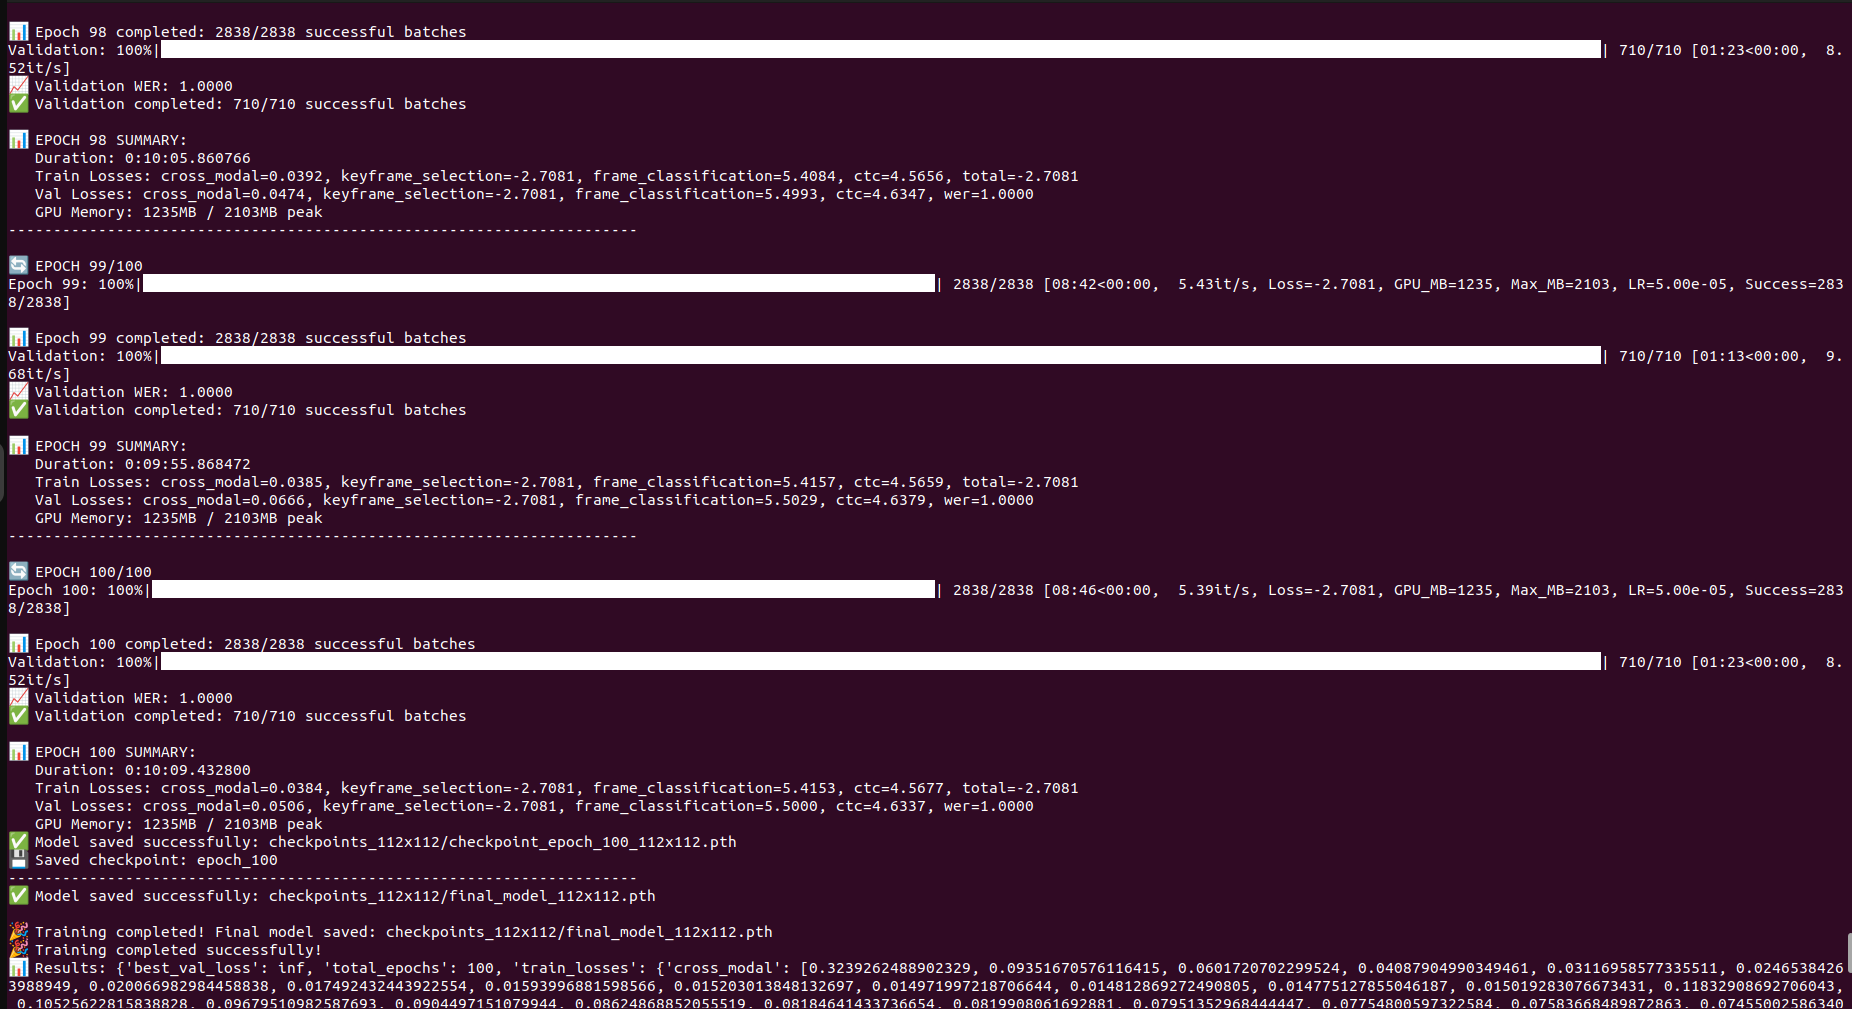 📊 Epoch 98 completed: 2838/2838 successful batches
Validation: 100%|██████████| 710/710 [01:23<00:00,  8.
52it/s]
📈 Validation WER: 1.0000
✅ Validation completed: 710/710 successful batches
📊 EPOCH 98 SUMMARY:
Duration: 0:10:05.860766
Train Losses: cross_modal=0.0392, keyframe_selection=-2.7081, frame_classification=5.4084, ctc=4.5656, total=-2.7081
Val Losses: cross_modal=0.0474, keyframe_selection=-2.7081, frame_classification=5.4993, ctc=4.6347, wer=1.0000
GPU Memory: 1235MB / 2103MB peak
----------------------------------------------------------------------
🔄 EPOCH 99/100
Epoch 99: 100%|██████████| 2838/2838 [08:42<00:00,  5.43it/s, Loss=-2.7081, GPU_MB=1235, Max_MB=2103, LR=5.00e-05, Success=283
8/2838]
📊 Epoch 99 completed: 2838/2838 successful batches
Validation: 100%|██████████| 710/710 [01:13<00:00,  9.
68it/s]
📈 Validation WER: 1.0000
✅ Validation completed: 710/710 successful batches
📊 EPOCH 99 SUMMARY:
Duration: 0:09:55.868472
Train Losses: cross_modal=0.0385, keyframe_selection=-2.7081, frame_classification=5.4157, ctc=4.5659, total=-2.7081
Val Losses: cross_modal=0.0666, keyframe_selection=-2.7081, frame_classification=5.5029, ctc=4.6379, wer=1.0000
GPU Memory: 1235MB / 2103MB peak
----------------------------------------------------------------------
🔄 EPOCH 100/100
Epoch 100: 100%|██████████| 2838/2838 [08:46<00:00,  5.39it/s, Loss=-2.7081, GPU_MB=1235, Max_MB=2103, LR=5.00e-05, Success=283
8/2838]
📊 Epoch 100 completed: 2838/2838 successful batches
Validation: 100%|██████████| 710/710 [01:23<00:00,  8.
52it/s]
📈 Validation WER: 1.0000
✅ Validation completed: 710/710 successful batches
📊 EPOCH 100 SUMMARY:
Duration: 0:10:09.432800
Train Losses: cross_modal=0.0384, keyframe_selection=-2.7081, frame_classification=5.4153, ctc=4.5677, total=-2.7081
Val Losses: cross_modal=0.0506, keyframe_selection=-2.7081, frame_classification=5.5000, ctc=4.6337, wer=1.0000
GPU Memory: 1235MB / 2103MB peak
✅ Model saved successfully: checkpoints_112x112/checkpoint_epoch_100_112x112.pth
💾 Saved checkpoint: epoch_100
----------------------------------------------------------------------
✅ Model saved successfully: checkpoints_112x112/final_model_112x112.pth
🎉 Training completed! Final model saved: checkpoints_112x112/final_model_112x112.pth
🎉 Training completed successfully!
📊 Results: {'best_val_loss': inf, 'total_epochs': 100, 'train_losses': {'cross_modal': [0.3239262488902329, 0.09351670576116415, 0.0601720702299524, 0.04087904990349461, 0.03116958577335511, 0.0246538426
3988949, 0.020066982984458838, 0.017492432443922554, 0.01593996881598566, 0.015203013848132697, 0.014971997218706644, 0.014812869272490805, 0.014775127855046187, 0.015019283076673431, 0.11832908692706043,
0.10525622815838828, 0.09679510982587693, 0.0904497151079944, 0.08624868852055519, 0.08184641433736654, 0.0819908061692881, 0.07951352968444447, 0.07754800597322584, 0.07583668489872863, 0.07455002586340